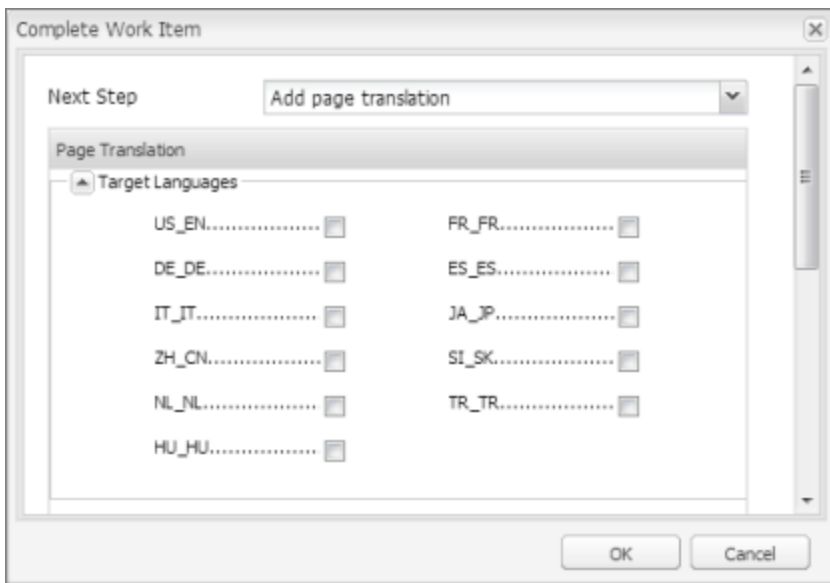 Complete Work Item
Next Step Add page translation
Page Translation
Target Languages
US_EN................... FR_FR...................
DE_DE................... ES_ES...................
IT_IT................... JA_JP...................
ZH_CN................... SI_SK...................
NL_NL................... TR_TR...................
HU_HU...................
OK Cancel